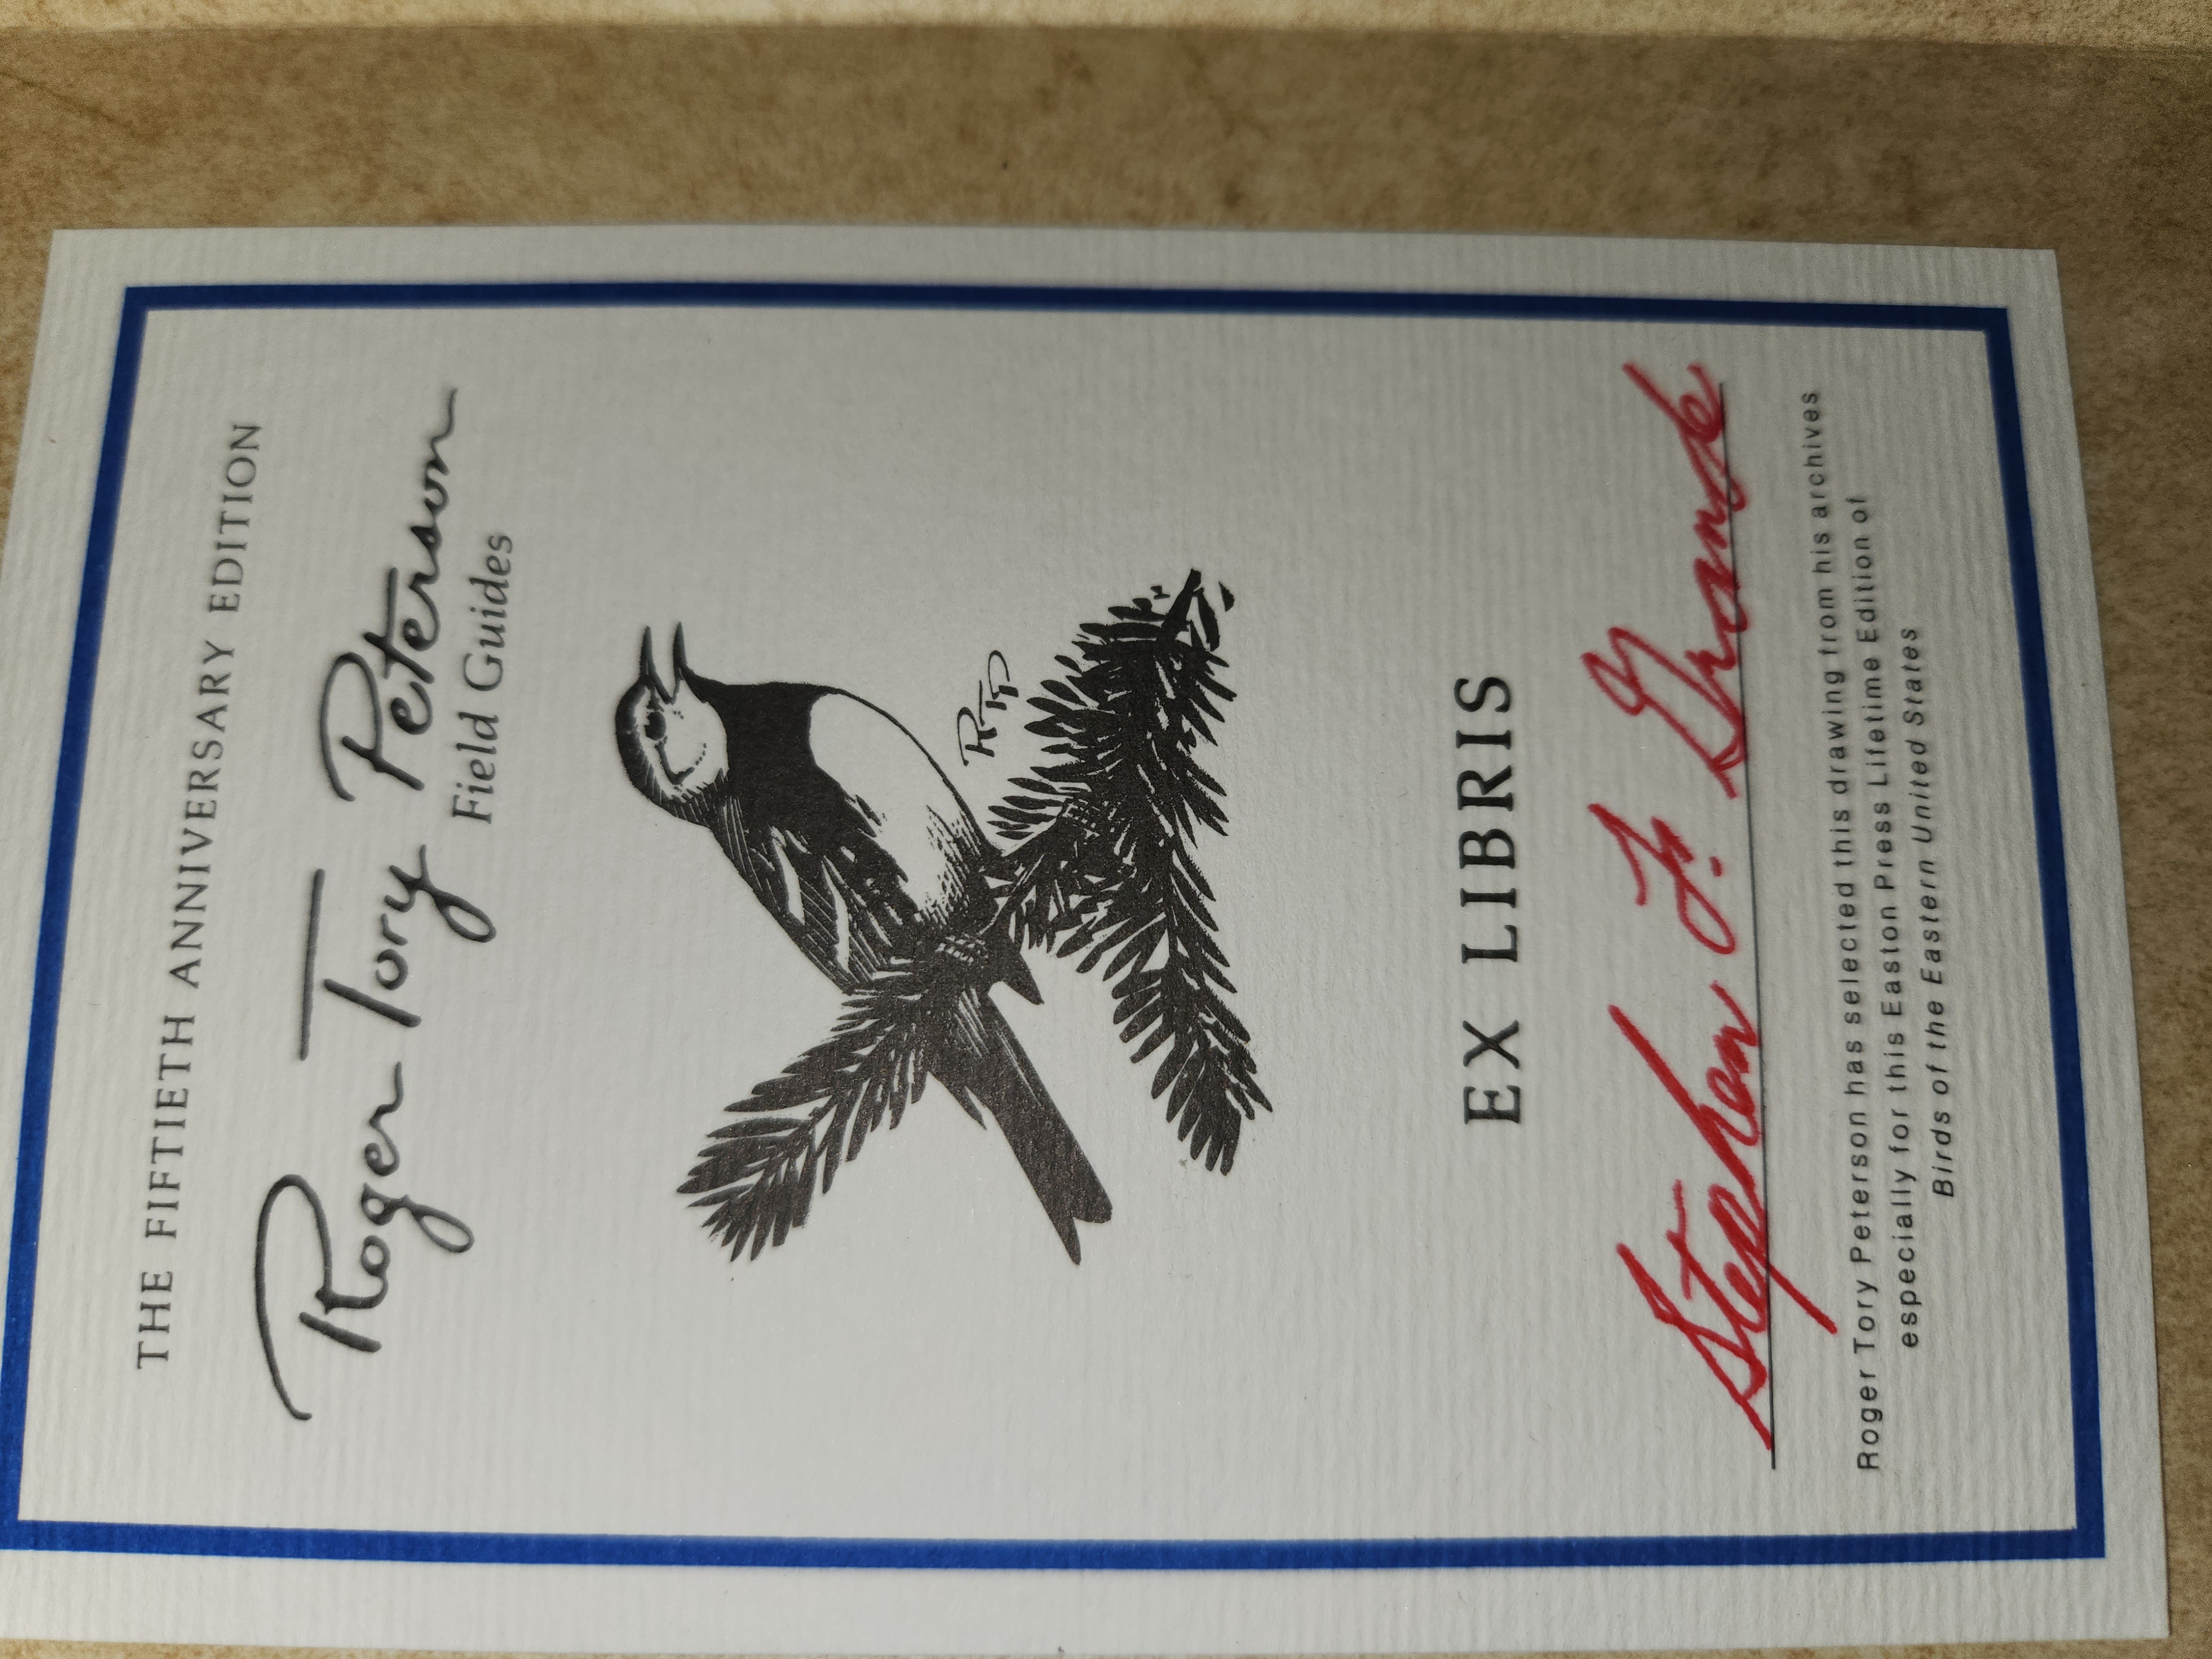 THE FIFTIETH ANNIVERSARY EDITION
Roger Tory Peterson
Field Guides
RTP
EX LIBRIS
Stephen F. Grande
Roger Tory Peterson has selected this drawing from his archives
especially for this Easton Press Lifetime Edition of
Birds of the Eastern United States